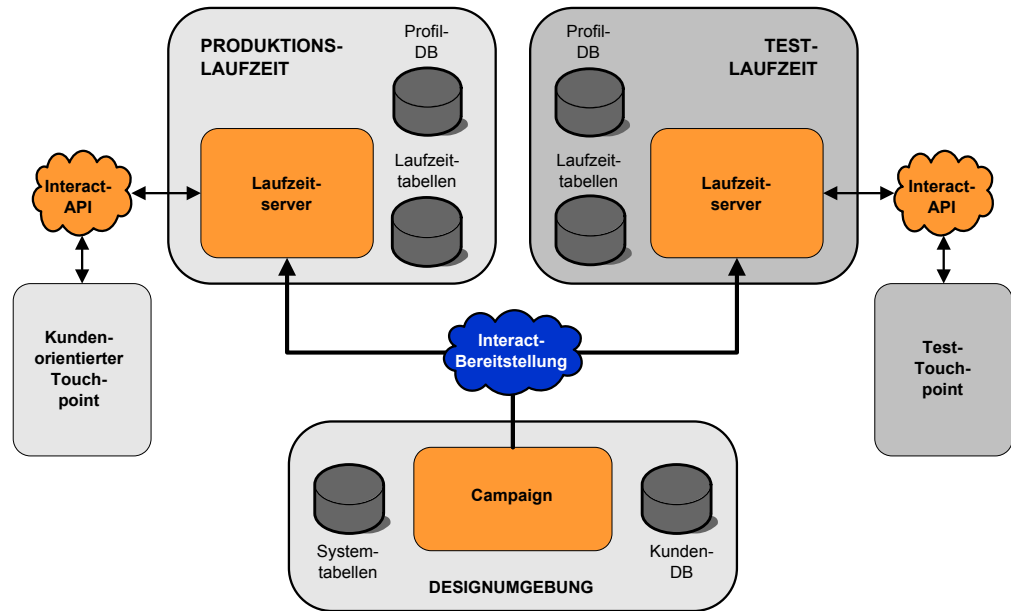 PRODUKTIONS-
LAUFZEIT
Profil-
DB
Laufzeit-
tabellen
Laufzeit-
server
Interact-
API
Kunden-
orientierter
Touch-
point
Profil-
DB
TEST-
LAUFZEIT
Laufzeit-
tabellen
Laufzeit-
server
Interact-
API
Test-
Touch-
point
Interact-
Bereitstellung
Campaign
System-
tabellen
Kunden-
DB
DESIGNUMGEBUNG